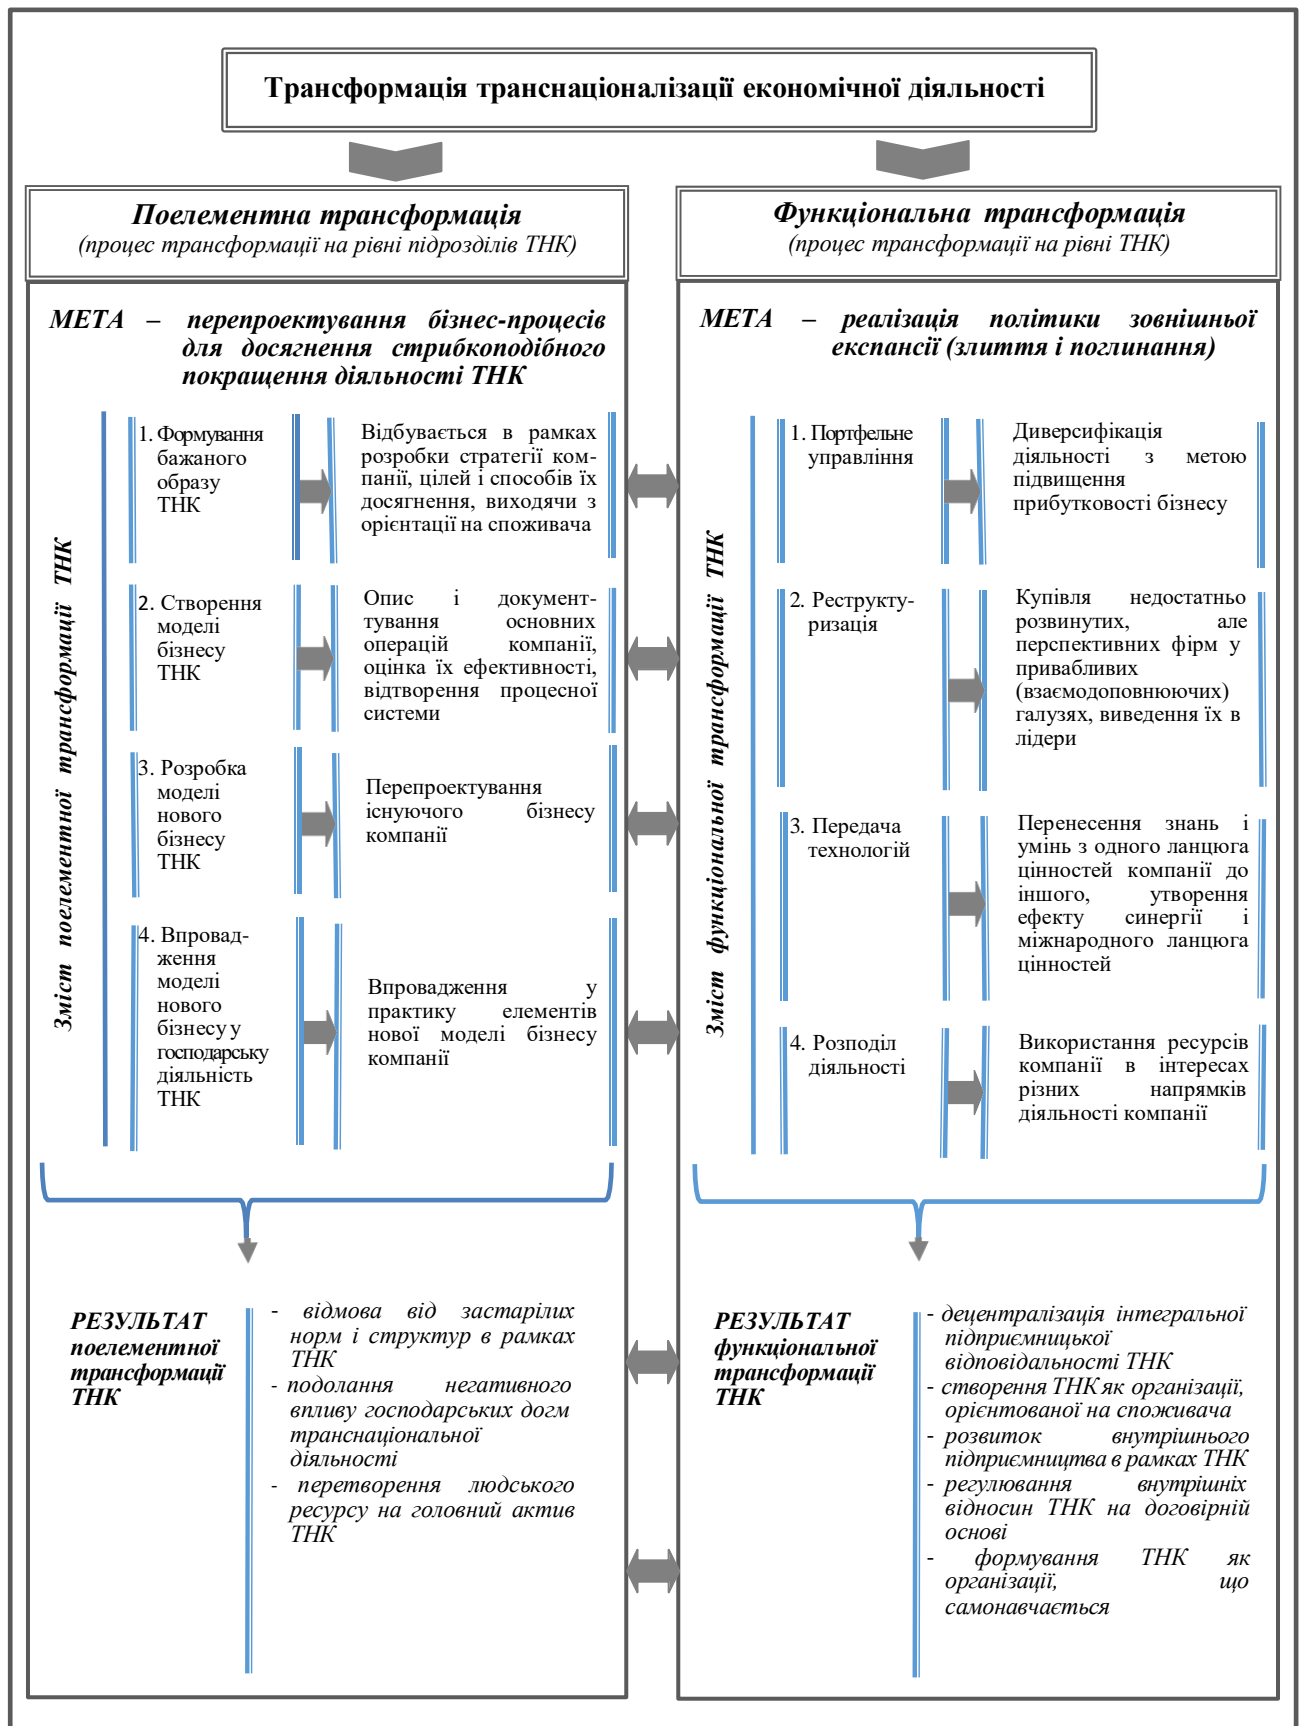 Трансформація транснаціоналізації економічної діяльності
Поелементна трансформація
(процес трансформації на рівні підрозділів ТНК)
МЕТА – перепроектування бізнес-процесів
для досягнення стрибкоподібного
покращення діяльності ТНК
Зміст поелементної трансформації ТНК
1. Формування
бажаного
образу
ТНК
Відбувається в рамках
розробки стратегії ком-
панії, цілей і способів їх
досягнення, виходячи з
орієнтації на споживача
2. Створення
моделі
бізнесу
ТНК
Опис і документ-
тування основних
операцій компанії,
оцінка їх ефективності,
відтворення процесної
системи
3. Розробка
моделі
нового
бізнесу
ТНК
Перепроектування
існуючого бізнесу
компанії
4. Впровад-
ження
моделі
нового
бізнесу у
господарську
діяльність
ТНК
Впровадження у
практику елементів
нової моделі бізнесу
компанії
РЕЗУЛЬТАТ
поелементної
трансформації
ТНК
- відмова від застарілих
норм і структур в рамках
ТНК
- подолання негативного
впливу господарських догм
транснаціональної
діяльності
- перетворення людського
ресурсу на головний актив
ТНК
Функціональна трансформація
(процес трансформації на рівні ТНК)
МЕТА – реалізація політики зовнішньої
експансії (злиття і поглинання)
Зміст функціональної трансформації ТНК
1. Портфельне
управління
Диверсифікація
діяльності з метою
підвищення
прибутковості бізнесу
2. Реструкту-
ризація
Купівля недостатньо
розвинутих, але
перспективних фірм у
привабливих
(взаємодоповнюючих)
галузях, виведення їх в
лідери
3. Передача
технологій
Перенесення знань і
умінь з одного ланцюга
цінностей компанії до
іншого, утворення
ефекту синергії і
міжнародного ланцюга
цінностей
4. Розподіл
діяльності
Використання ресурсів
компанії в інтересах
різних напрямків
діяльності компанії
РЕЗУЛЬТАТ
функціональної
трансформації
ТНК
- децентралізація інтегральної
підприємницької
відповідальності ТНК
- створення ТНК як організації,
орієнтованої на споживача
- розвиток внутрішнього
підприємництва в рамках ТНК
- регулювання внутрішніх
відносин ТНК на договірній
основі
- формування ТНК як
організації, що
самонавчається